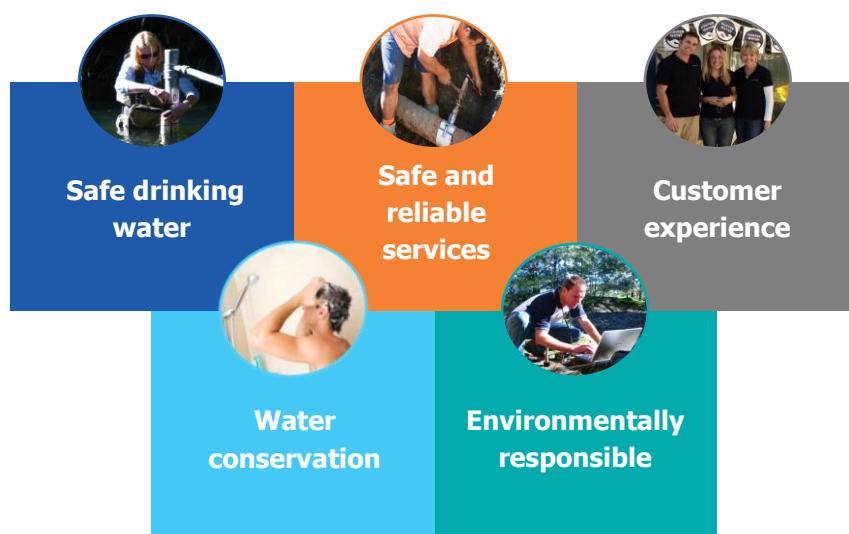 Safe drinking
water
Safe and
reliable
services
Customer
experience
Water
conservation
Environmentally
responsible